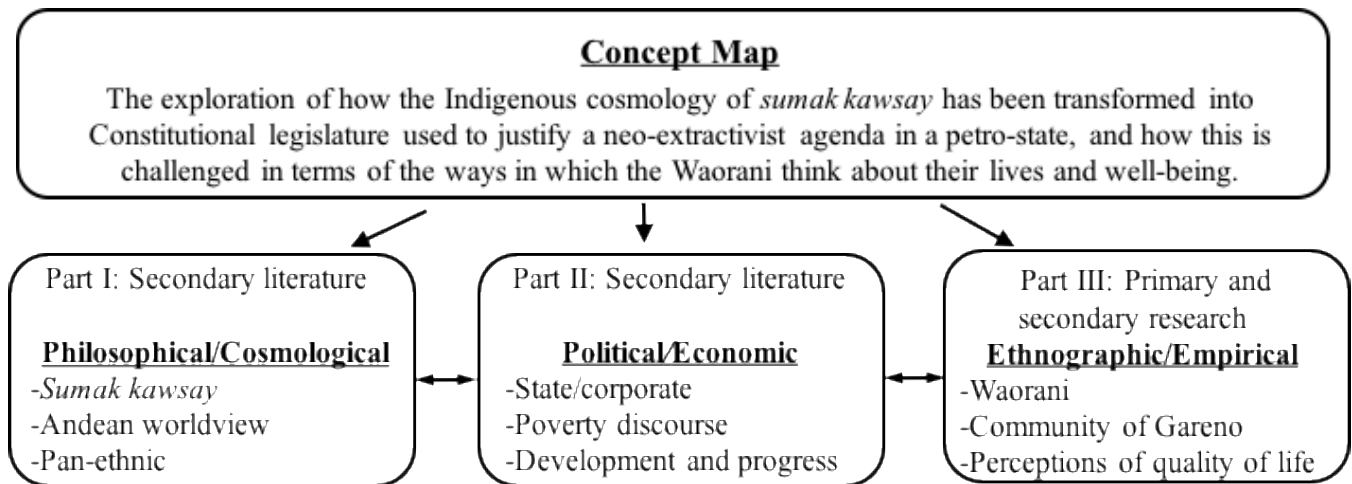 Concept Map
The exploration of how the Indigenous cosmology of sumak kawsay has been transformed into
Constitutional legislature used to justify a neo-extractivist agenda in a petro-state, and how this is
challenged in terms of the ways in which the Waorani think about their lives and well-being.
Part I: Secondary literature
Philosophical/Cosmological
-Sumak kawsay
-Andean worldview
-Pan-ethnic
Part II: Secondary literature
Political/Economic
-State/corporate
-Poverty discourse
-Development and progress
Part III: Primary and
secondary research
Ethnographic/Empirical
-Waorani
-Community of Gareno
-Perceptions of quality of life